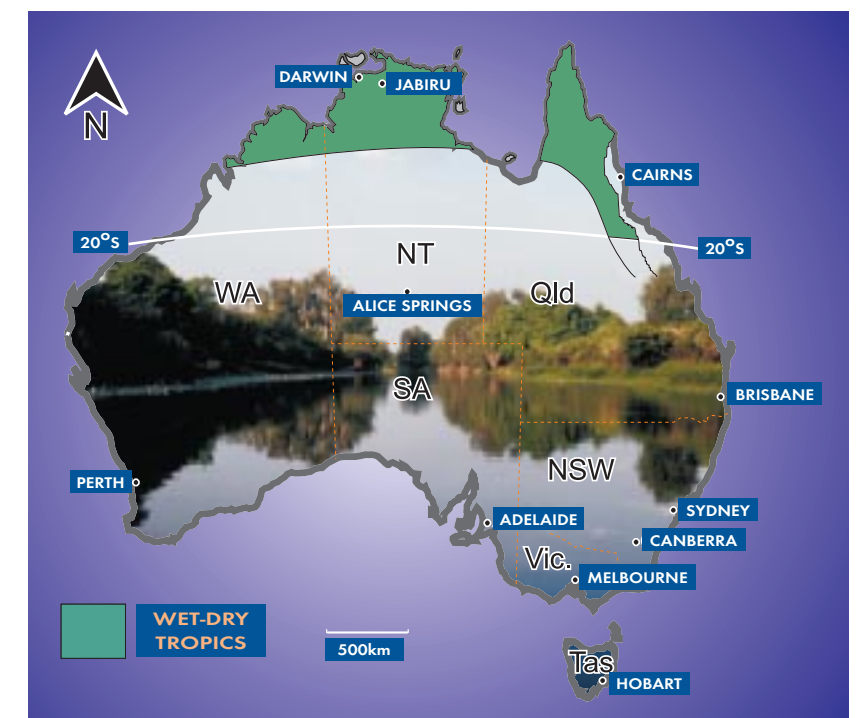 DARWIN
JABIRU
N
CAIRNS
20°S
20°S
NT
WA
Qld
ALICE SPRINGS
SA
BRISBANE
NSW
PERTH
SYDNEY
ADELAIDE
CANBERRA
Vic.
MELBOURNE
WET-DRY
TROPICS
500km
Tas
HOBART